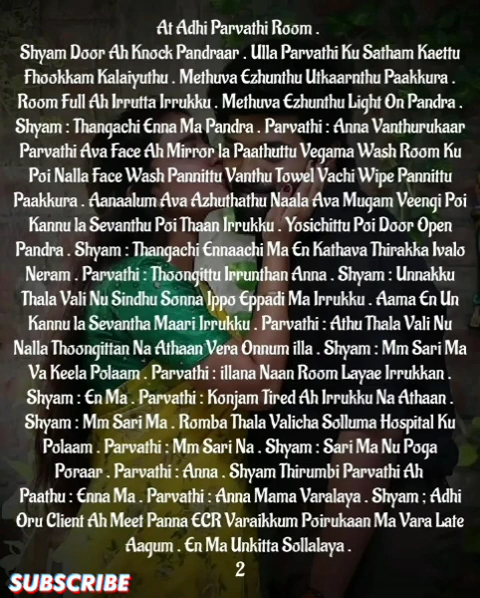 At Adhi Parvathi Room .
Shyam Door Ah Knock Pandraar . Ulla Parvathi Ku Satham Kaettu
Fhookkam Kalaiyuthu . Methuva Ezhunthu Utkaarnthu Paakkura .
Room Full Ah Irrutta Irrukku . Methuva Ezhunthu Light On Pandra .
Shyam : Thangachi Enna Ma Pandra . Parvathi : Anna Vanthurukaar
Parvathi Ava Face Ah Mirror la Paathuttu Vegama Wash Room Ku
Poi Nalla Face Wash Pannittu Vanthu Towel Vachi Wipe Pannittu
Paakkura . Aanaalum Ava Azhuthathu Naala Ava Mugam Veengi Poi
Kannu la Sevanthu Poi Thaan Irrukku . Yosichittu Poi Door Open
Pandra . Shyam : Thangachi Ennaachi Ma En Kathava Thirakka Ivalo
Neram . Parvathi : Thoongittu Irrunthan Anna . Shyam : Unnakku
Thala Vali Nu Sindhu Sonna Ippo Eppadi Ma Irrukku . Aama En Un
Kannu la Sevantha Maari Irrukku . Parvathi : Athu Thala Vali Nu
Nalla Thoongittan Na Athaan Vera Onnum illa . Shyam : Mm Sari Ma
Va Keela Polaam . Parvathi : illana Naan Room Layae Irrukkan .
Shyam : En Ma . Parvathi : Konjam Tired Ah Irrukku Na Athaan .
Shyam : Mm Sari Ma . Romba Thala Valicha Solluma Hospital Ku
Polaam . Parvathi : Mm Sari Na . Shyam : Sari Ma Nu Poga
Poraar . Parvathi : Anna . Shyam Thirumbi Parvathi Ah
Paathu : Enna Ma . Parvathi : Anna Mama Varalaya . Shyam : Adhi
Oru Client Ah Meet Panna ECR Varaikkum Poirukaan Ma Vara Late
Aagum . En Ma Unkitta Sollalaya .
2
SUBSCRIBE